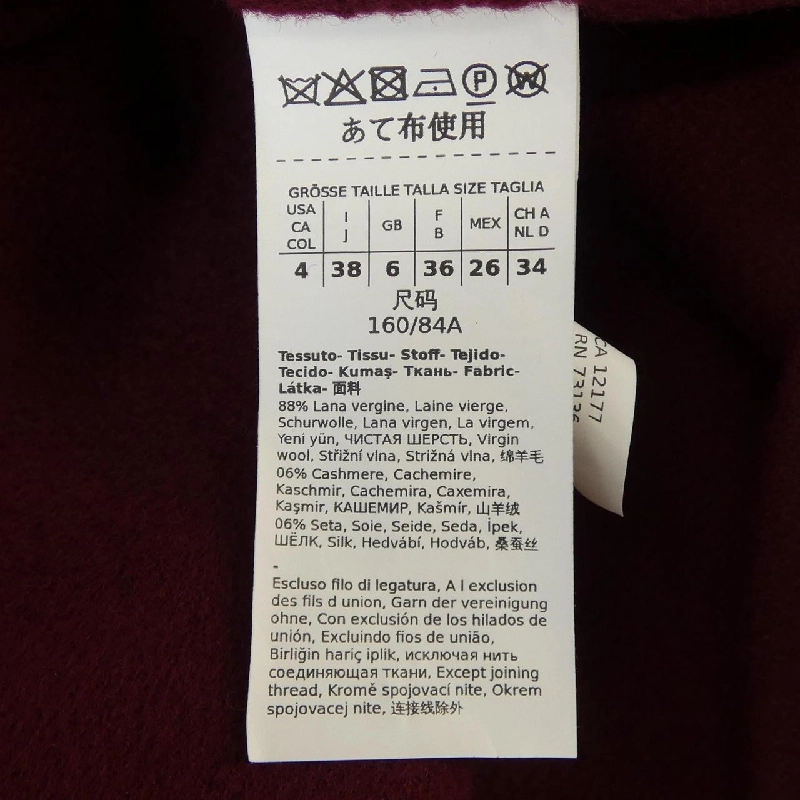 P W
あて布使用
GRÖSSE TAILLE TALLA SIZE TAGLIA
USA CA COL | I J | GB | F B | MEX | CH A NL D
4 | 38 | 6 | 36 | 26 | 34
尺码
160/84A
Tessuto- Tissu- Stoff- Tejido-
Tecido- Kumaş- Ткань- Fabric-
Látka- 面料
88% Lana vergine, Laine vierge,
Schurwolle, Lana virgen, La virgem,
Yeni yün, ЧИСТАЯ ШЕРСТЬ, Virgin
wool, Střižní vlna, Strižná vlna, 绵羊毛
06% Cashmere, Cachemire,
Kaschmir, Cachemira, Caxemira,
Kaşmir, КАШЕМИР, Kašmír, 山羊绒
06% Seta, Soie, Seide, Seda, İpek,
ШЁЛК, Silk, Hedvábí, Hodváb, 桑蚕丝
-
Escluso filo di legatura, A l exclusion
des fils d union, Garn der vereinigung
ohne, Con exclusión de los hilados de
unión, Excluindo fios de união,
Birliğin hariç iplik, исключая нить
соединяющая ткани, Except joining
thread, Kromě spojovací nite, Okrem
spojovacej nite, 连接线除外
CA 12177
RN 73136